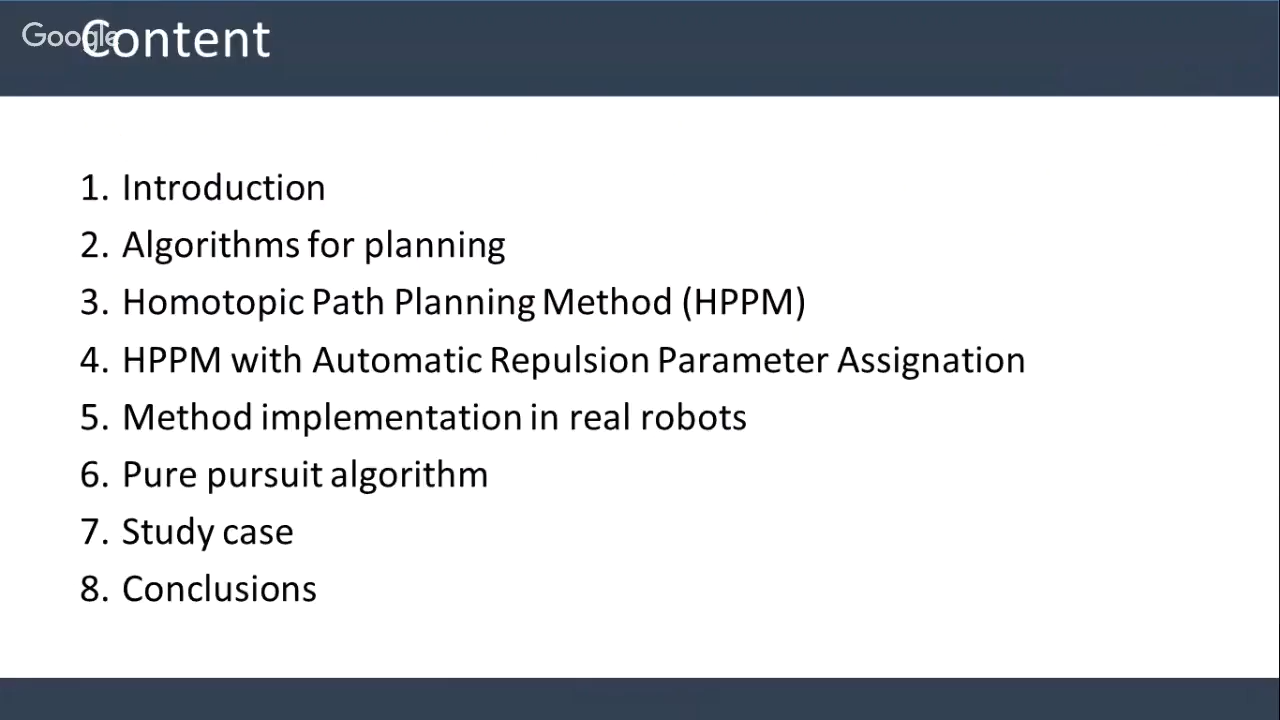 Google
Content
1. Introduction
2. Algorithms for planning
3. Homotopic Path Planning Method (HPPM)
4. HPPM with Automatic Repulsion Parameter Assignation
5. Method implementation in real robots
6. Pure pursuit algorithm
7. Study case
8. Conclusions